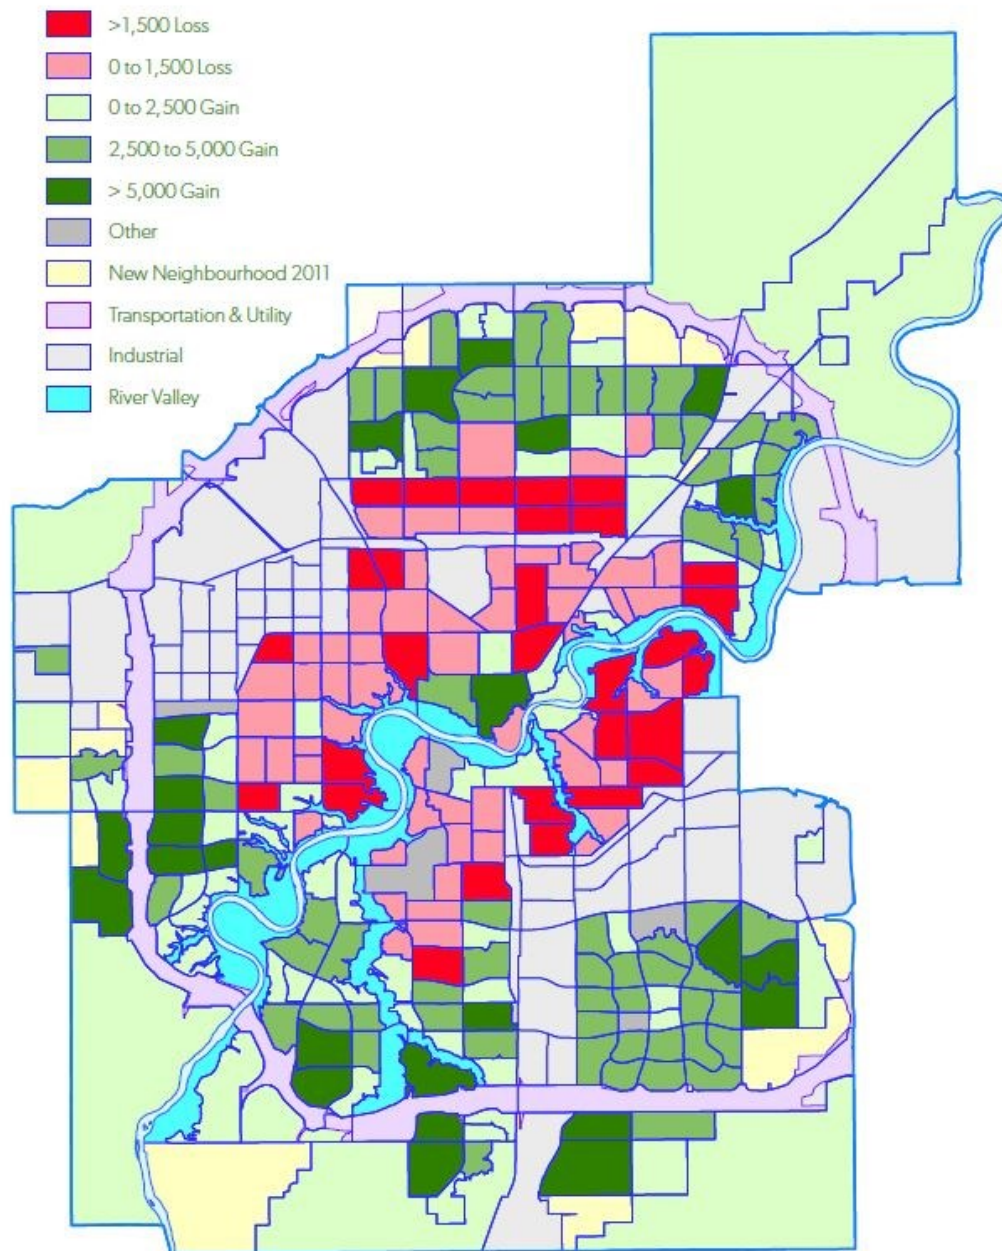 >1,500 Loss
0 to 1,500 Loss
0 to 2,500 Gain
2,500 to 5,000 Gain
> 5,000 Gain
Other
New Neighbourhood 2011
Transportation & Utility
Industrial
River Valley